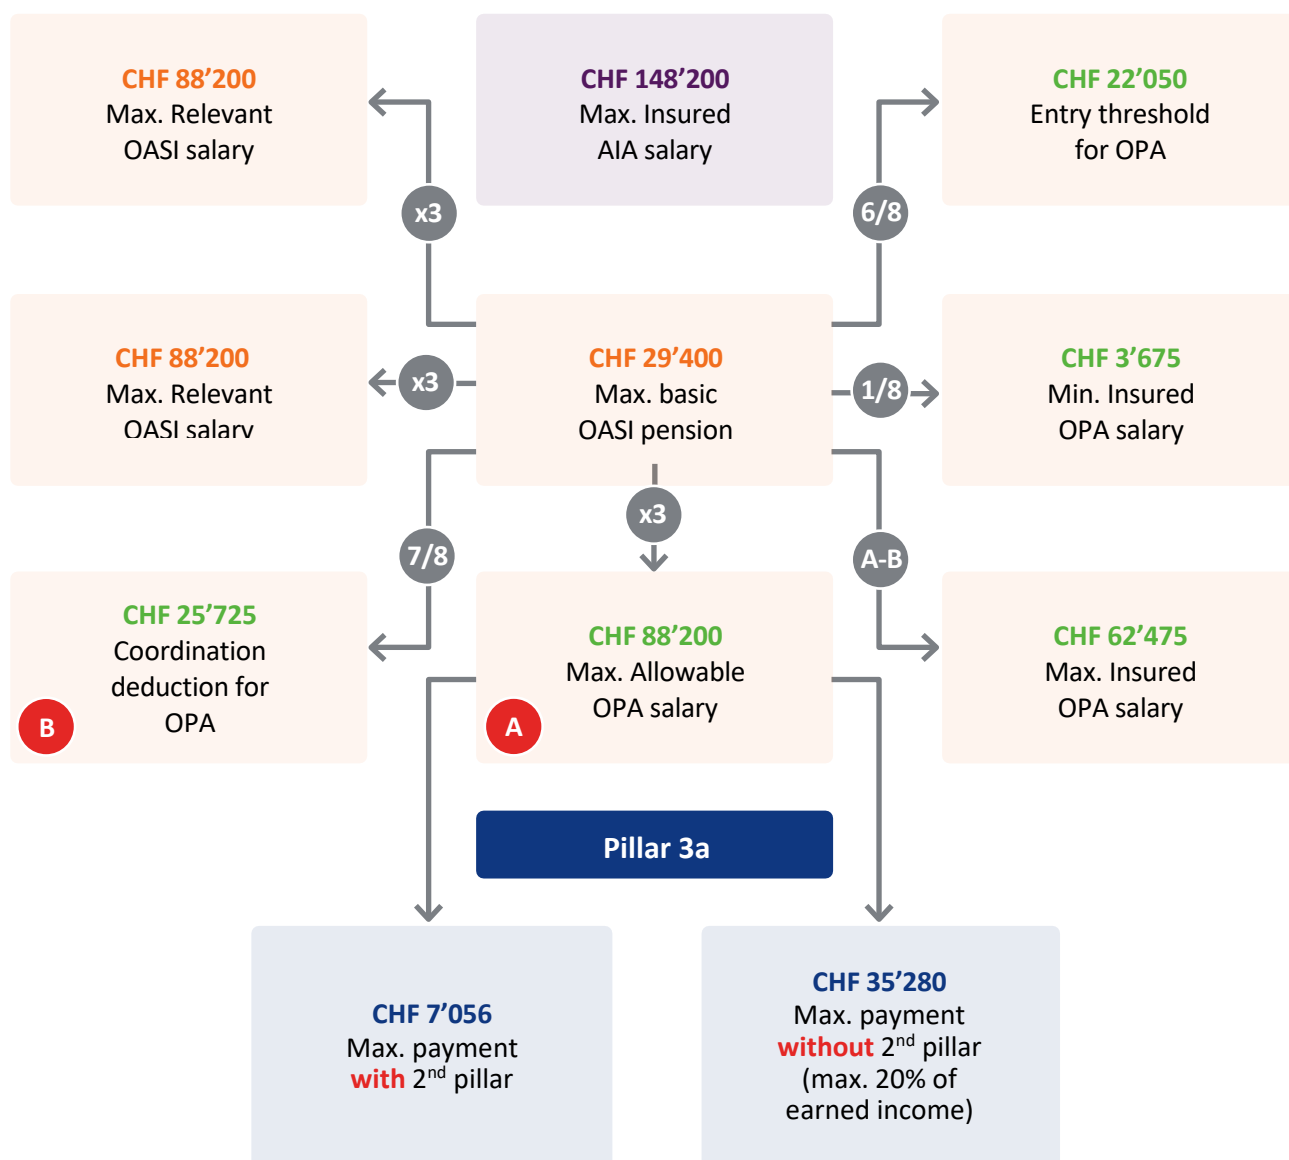 CHF 88’200
Max. Relevant
OASI salary
CHF 148’200
Max. Insured
AIA salary
CHF 22’050
Entry threshold
for OPA
x3
6/8
CHF 88’200
Max. Relevant
OASI salary
x3
CHF 29’400
Max. basic
OASI pension
1/8
CHF 3’675
Min. Insured
OPA salary
x3
7/8
A-B
CHF 25’725
Coordination
deduction for
OPA
B
CHF 88’200
Max. Allowable
OPA salary
A
CHF 62’475
Max. Insured
OPA salary
Pillar 3a
CHF 7’056
Max. payment
with 2nd pillar
CHF 35’280
Max. payment
without 2nd pillar
(max. 20% of
earned income)